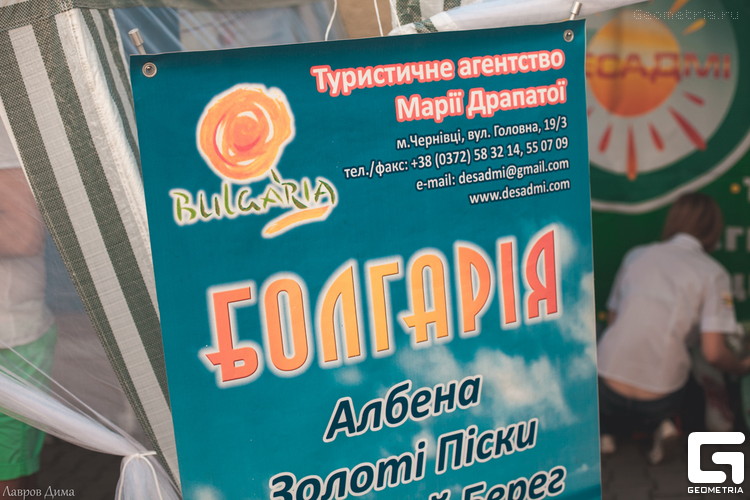 Geometria.ru
Туристичне агентство
Марії Драпатої
м.Чернівці, вул. Головна, 19/3
тел./факс: +38 (0372) 58 32 14, 55 07 09
e-mail: desadmi@gmail.com
www.desadmi.com
BULGARIA
БОЛГАРІЯ
Албена
Золоті Піски
Берег
DESADMI
Лавров Дима
GEOMETRIA